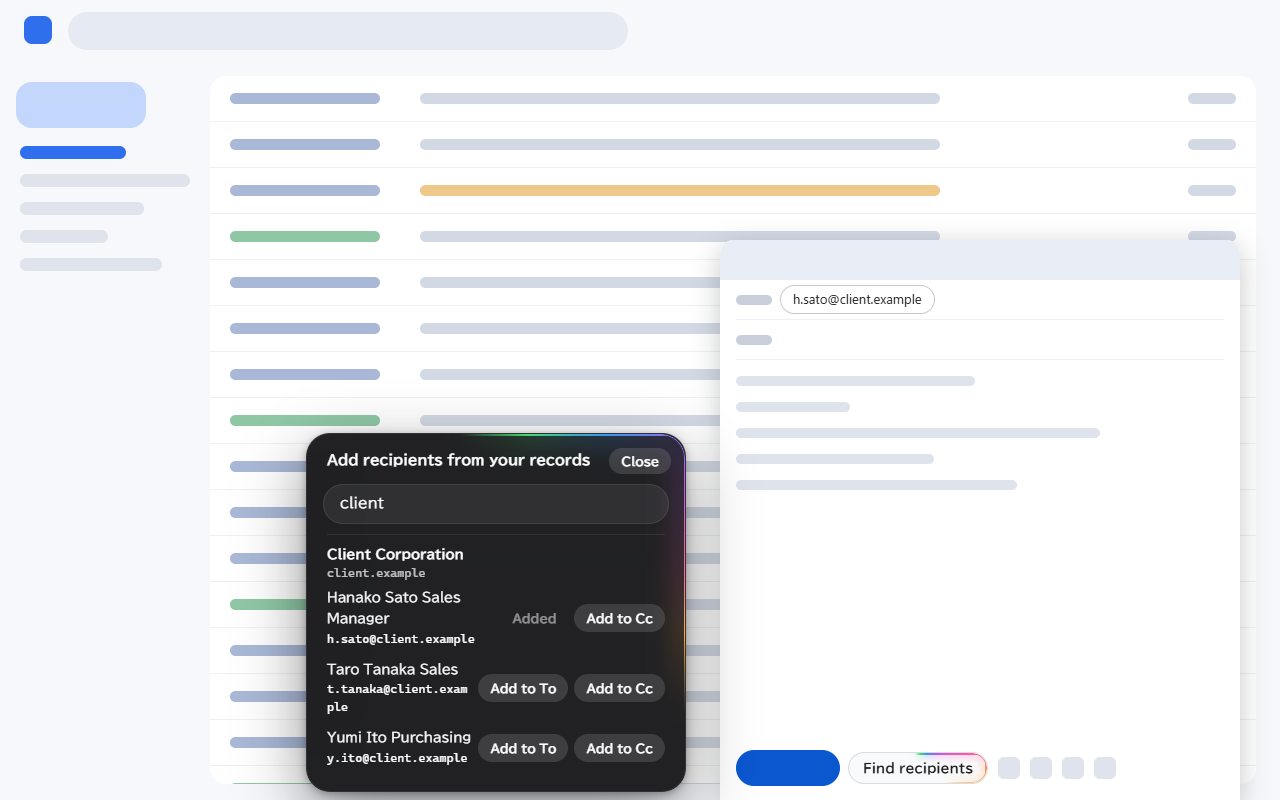 h.sato@client.example
Add recipients from your records
Close
client
Client Corporation
client.example
Hanako Sato Sales
Manager
h.sato@client.example
Added
Add to Cc
Taro Tanaka Sales
t.tanaka@client.exam
ple
Add to To
Add to Cc
Yumi Ito Purchasing
y.ito@client.example
Add to To
Add to Cc
Find recipients